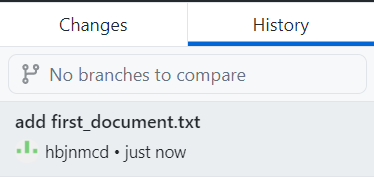 Changes
History
No branches to compare
add first_document.txt
hbjnmcd • just now